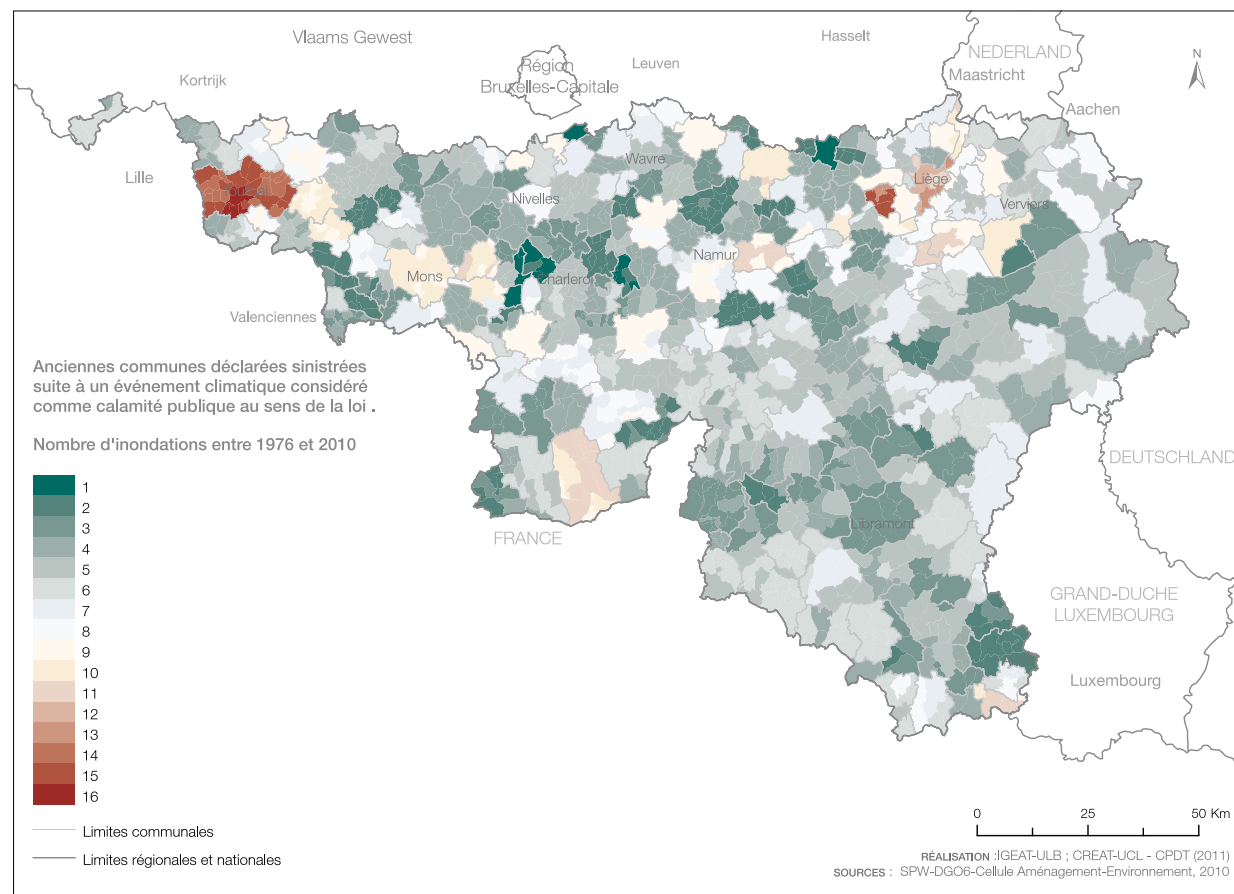 Vlaams Gewest
Hasselt
NEDERLAND
Maastricht
Région
Bruxelles-Capitale
Leuven
Kortrijk
N
Aachen
Lille
Wavre
Liège
Nivelles
Verviers
Namur
Mons
Charleroi
Valenciennes
Anciennes communes déclarées sinistrées
suite à un événement climatique considéré
comme calamité publique au sens de la loi .
Nombre d'inondations entre 1976 et 2010
1
2
3
4
5
6
7
8
9
10
11
12
13
14
15
16
DEUTSCHLAND
Libramont
FRANCE
GRAND-DUCHE
LUXEMBOURG
Luxembourg
Limites communales
Limites régionales et nationales
0 25 50 Km
RÉALISATION :IGEAT-ULB ; CREAT-UCL - CPDT (2011)
SOURCES : SPW-DGO6-Cellule Aménagement-Environnement, 2010